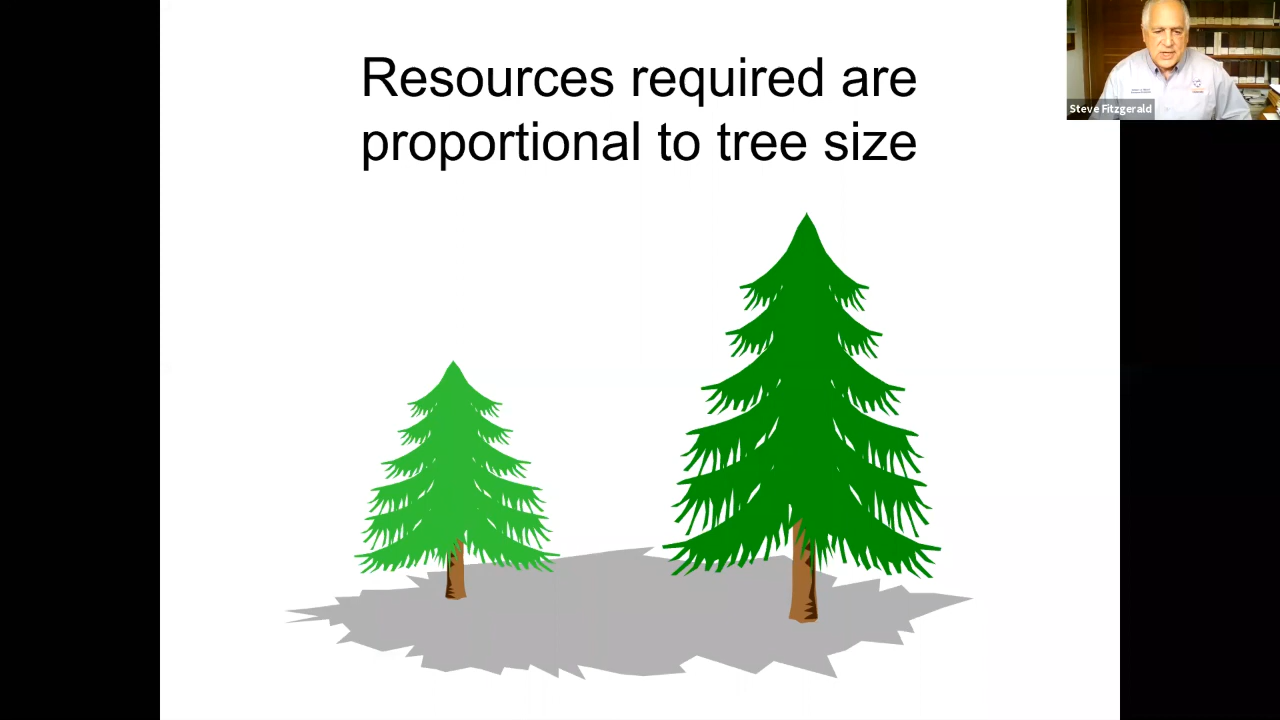 Resources required are
proportional to tree size
Steve Fitzgerald